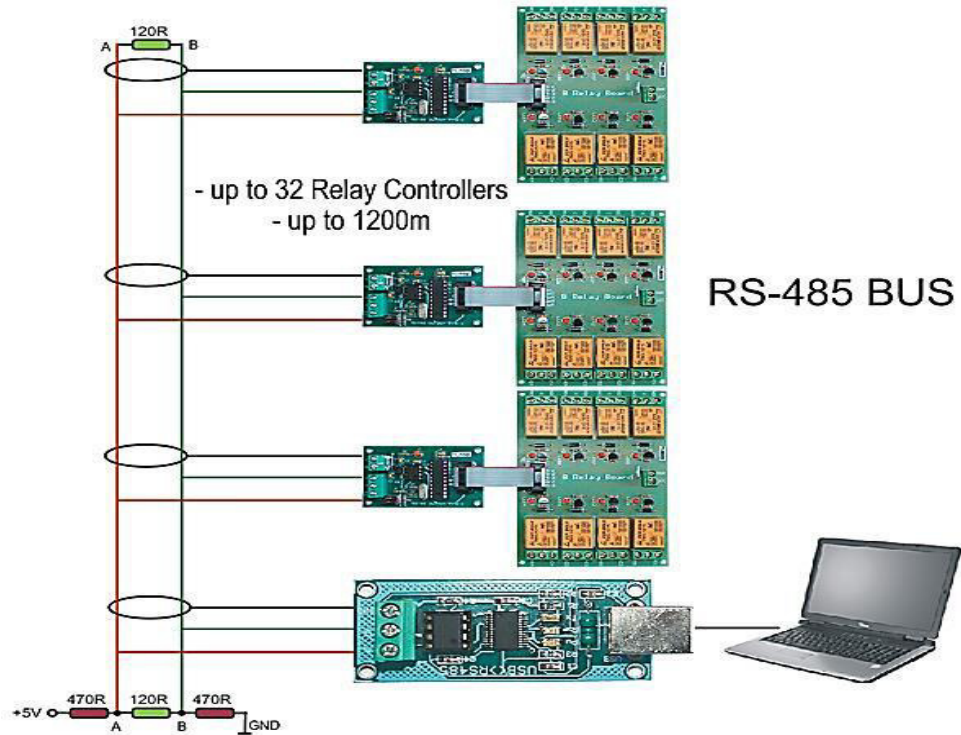 120R
A B
8 Relay Board
- up to 32 Relay Controllers
- up to 1200m
8 Relay Board
RS-485 BUS
8 Relay Board
USB<>RS485
470R 120R 470R
+5V
A B
GND